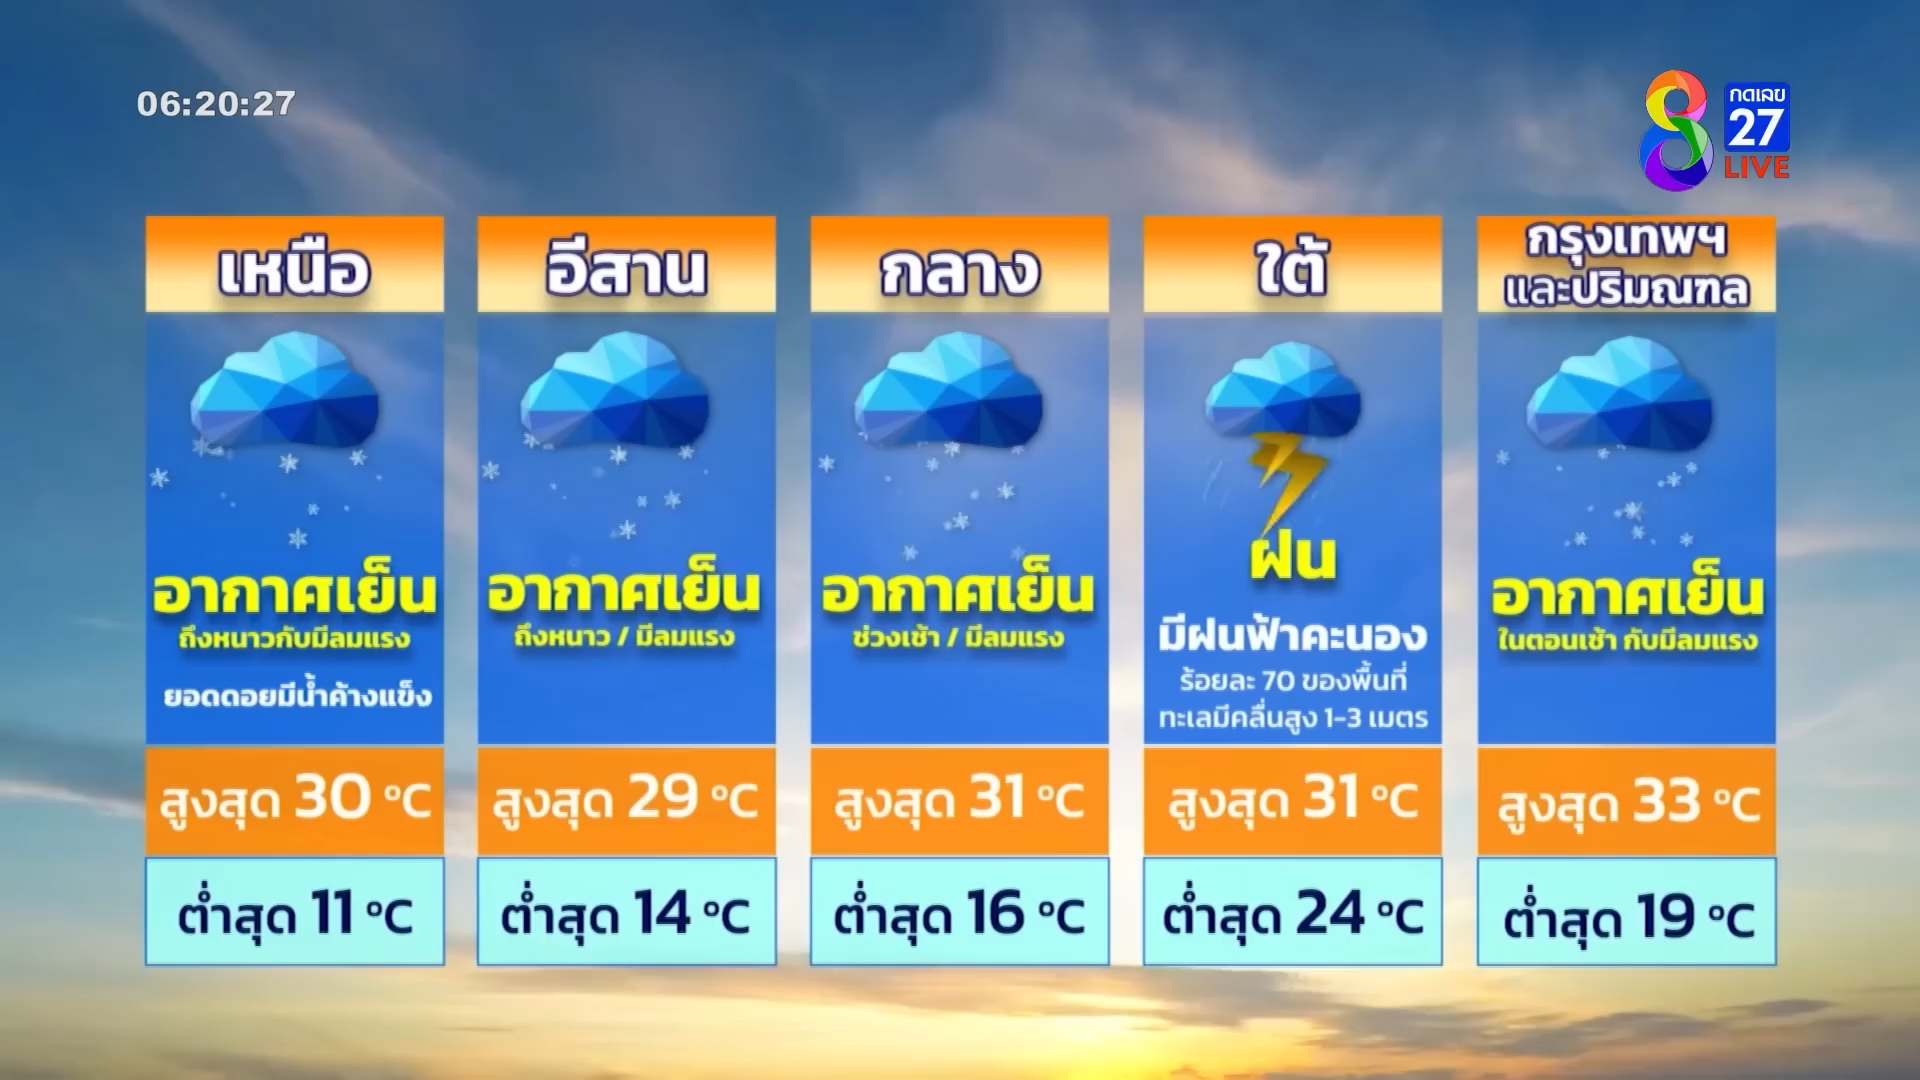 06:20:27
กดเลข
27
LIVE
เหนือ
อากาศเย็น
ถึงหนาวกับมีลมแรง
ยอดดอยมีน้ำค้างแข็ง
สูงสุด 30 °C
ต่ำสุด 11 °C
อีสาน
อากาศเย็น
ถึงหนาว / มีลมแรง
สูงสุด 29 °C
ต่ำสุด 14 °C
กลาง
อากาศเย็น
ช่วงเช้า / มีลมแรง
สูงสุด 31 °C
ต่ำสุด 16 °C
ใต้
ฝน
มีฝนฟ้าคะนอง
ร้อยละ 70 ของพื้นที่
ทะเลมีคลื่นสูง 1-3 เมตร
สูงสุด 31 °C
ต่ำสุด 24 °C
กรุงเทพฯ
และปริมณฑล
อากาศเย็น
ในตอนเช้า กับมีลมแรง
สูงสุด 33 °C
ต่ำสุด 19 °C